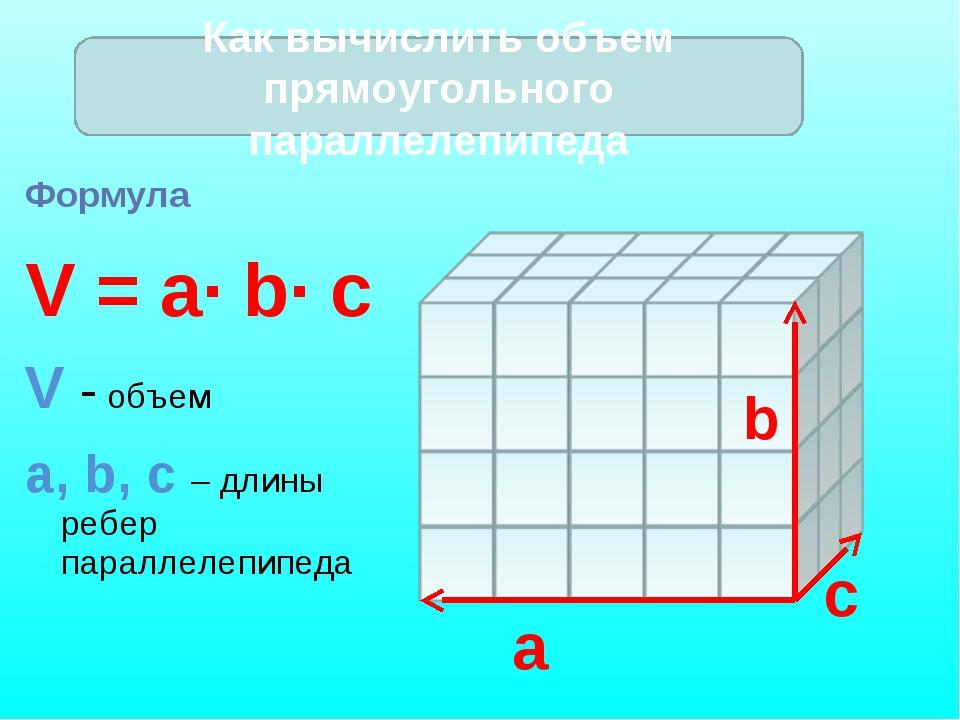 Как вычислить объем
прямоугольного
параллелепипеда
Формула
V = a· b· c
V - объем
a, b, c – длины
ребер
параллелепипеда
b
c
a